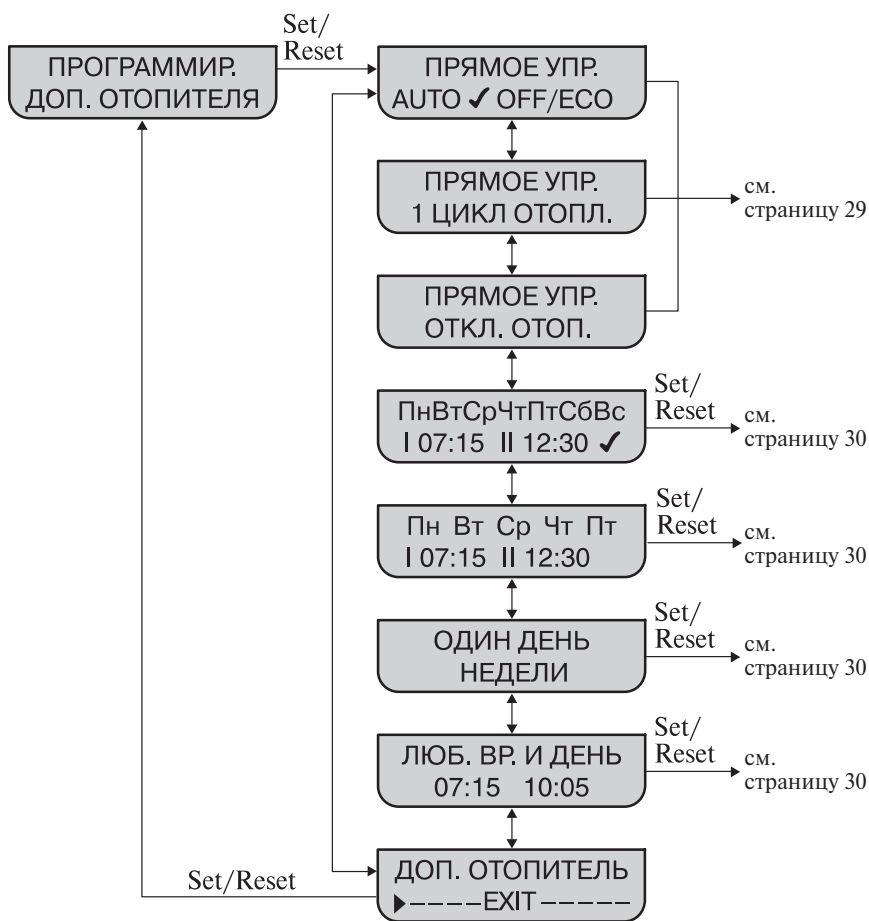 Set/
Reset
ПРОГРАММИР.
ДОП. ОТОПИТЕЛЯ
ПРЯМОЕ УПР.
AUTO ✓ OFF/ECO
ПРЯМОЕ УПР.
1 ЦИКЛ ОТОПЛ.
см.
страницу 29
ПРЯМОЕ УПР.
ОТКЛ. ОТОП.
ПнВтСрЧтПтСбВс
I 07:15 II 12:30 ✓
Set/
Reset
см.
страницу 30
Пн Вт Ср Чт Пт
I 07:15 II 12:30
Set/
Reset
см.
страницу 30
ОДИН ДЕНЬ
НЕДЕЛИ
Set/
Reset
см.
страницу 30
ЛЮБ. ВР. И ДЕНЬ
07:15 10:05
Set/
Reset
см.
страницу 30
ДОП. ОТОПИТЕЛЬ
----EXIT-----
Set/Reset